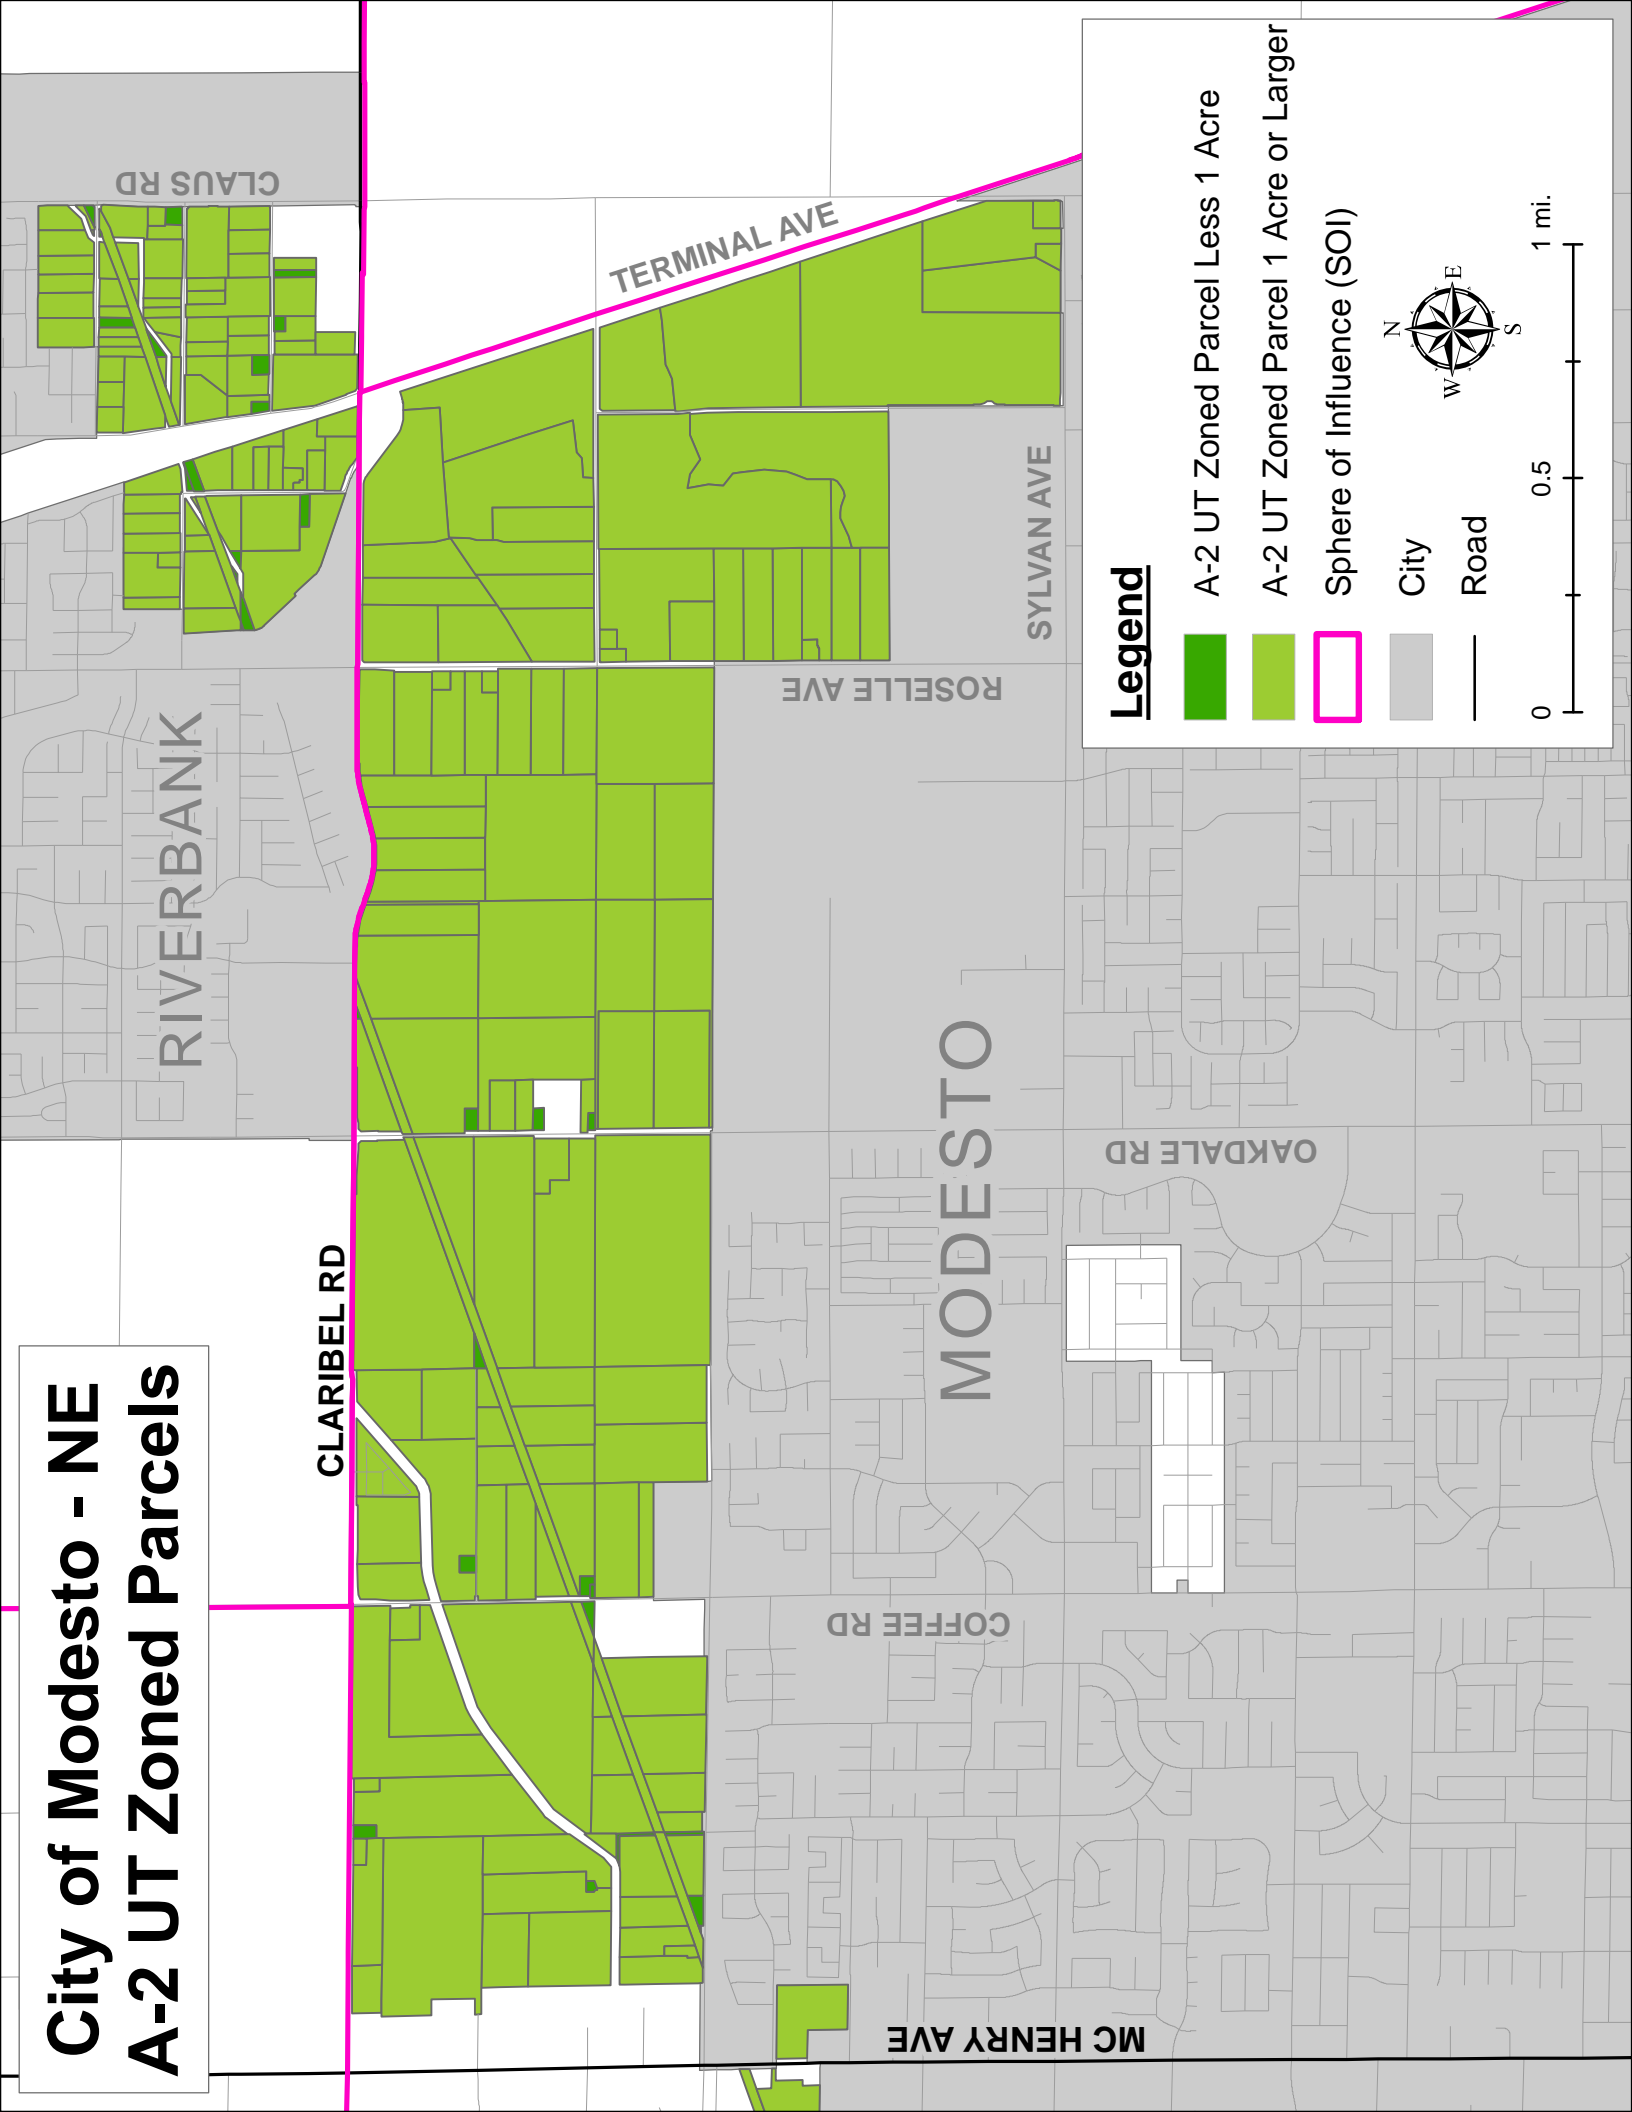 City of Modesto - NE
A-2 UT Zoned Parcels
RIVERBANK
CLAUS RD
CLARIBEL RD
TERMINAL AVE
ROSELLE AVE
SYLVAN AVE
MODESTO
OAKDALE RD
COFFEE RD
MC HENRY AVE
Legend
A-2 UT Zoned Parcel Less 1 Acre
A-2 UT Zoned Parcel 1 Acre or Larger
Sphere of Influence (SOI)
City
Road
N
W
E
S
0 0.5 1 mi.